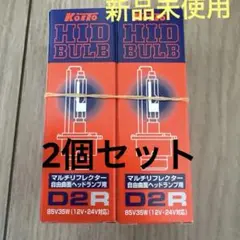 新品未使用
KOITO
HID
BULB
KOITO
HID
BULB
2個セット
マルチリフレクター
自由曲面ヘッドランプ用
D2R
85V35W(12V・24V対応)
マルチリフレクター
自由曲面ヘッドランプ用
D2R
85V35W(12V・24V対応)